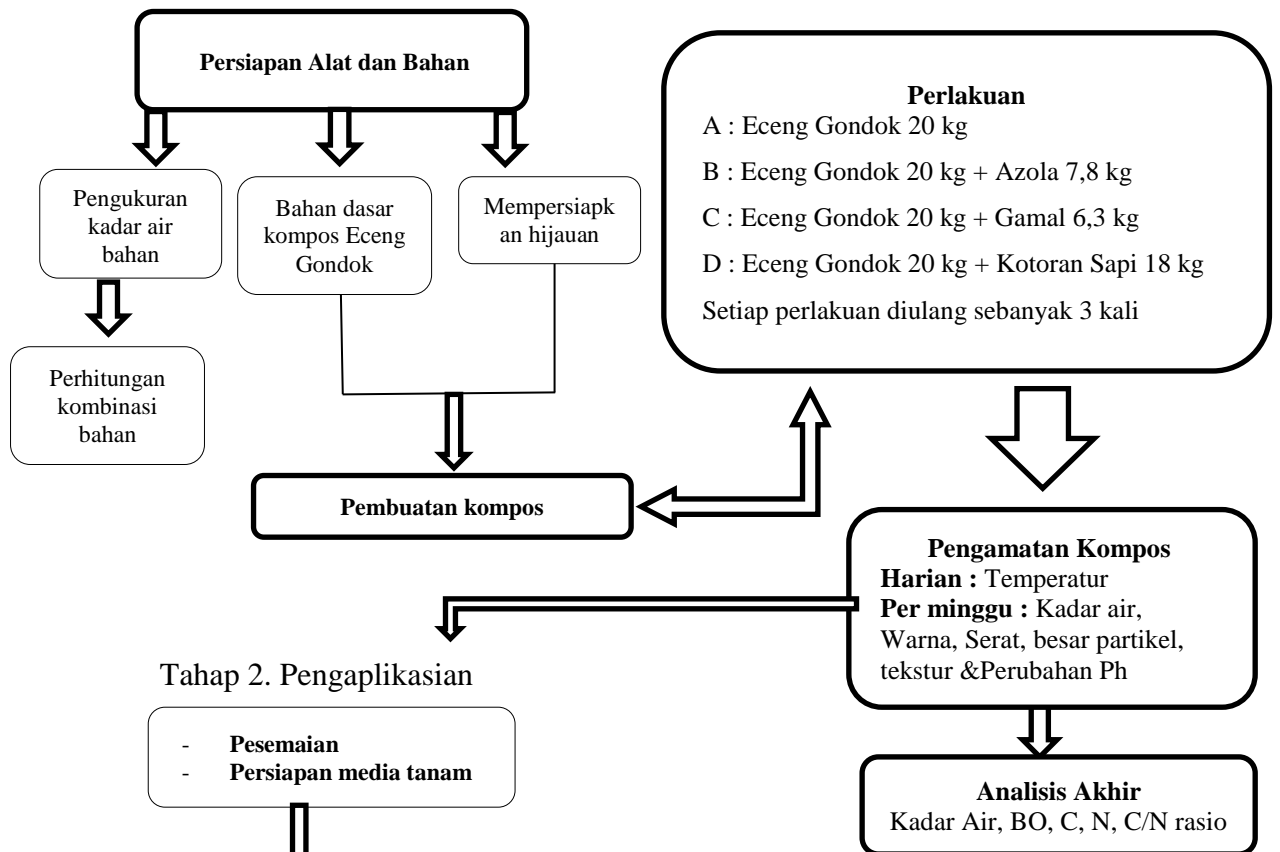 Persiapan Alat dan Bahan
Pengukuran
kadar air
bahan
Bahan dasar
kompos Eceng
Gondok
Mempersiapk
an hijauan
Perhitungan
kombinasi
bahan
Pembuatan kompos
Perlakuan
A : Eceng Gondok 20 kg
B : Eceng Gondok 20 kg + Azola 7,8 kg
C : Eceng Gondok 20 kg + Gamal 6,3 kg
D : Eceng Gondok 20 kg + Kotoran Sapi 18 kg
Setiap perlakuan diulang sebanyak 3 kali
Pengamatan Kompos
Harian : Temperatur
Per minggu : Kadar air,
Warna, Serat, besar partikel,
tekstur &Perubahan Ph
Analisis Akhir
Kadar Air, BO, C, N, C/N rasio
Tahap 2. Pengaplikasian
- Pesemaian
- Persiapan media tanam